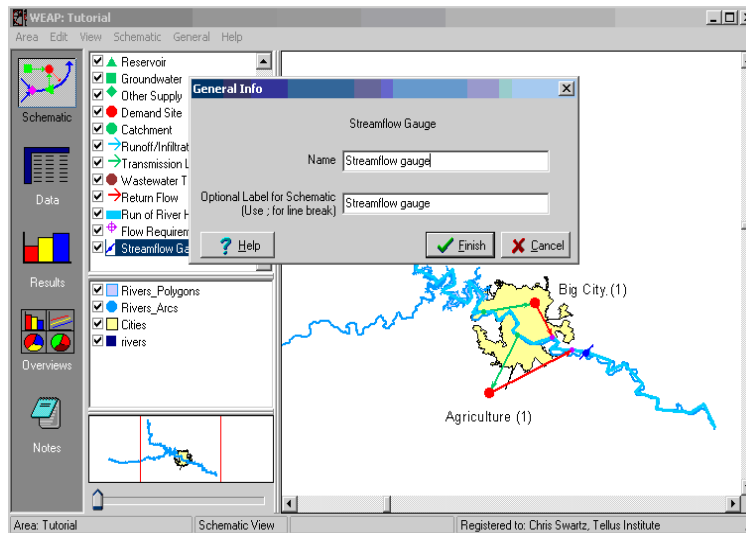 WEAP: Tutorial
Area Edit View Schematic General Help
Schematic
Data
Results
Overviews
Notes
Reservoir
Groundwater
Other Supply
Demand Site
Catchment
Runoff/Infiltrat
Transmission L
Wastewater T
Return Flow
Run of River H
Flow Requirem
Streamflow Ga
Rivers_Polygons
Rivers_Arcs
Cities
rivers
General Info
Streamflow Gauge
Name Streamflow gauge
Optional Label for Schematic
(Use ; for line break) Streamflow gauge
? Help
Finish
Cancel
Big City (1)
Agriculture (1)
Area: Tutorial
Schematic View
Registered to: Chris Swartz, Tellus Institute